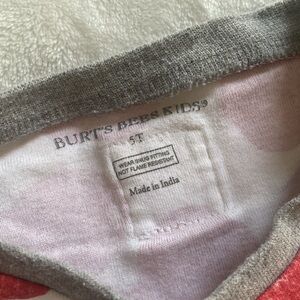 BURT'S BEES KIDS®
5T
WEAR SNUG FITTING
NOT FLAME RESISTANT
Made in India